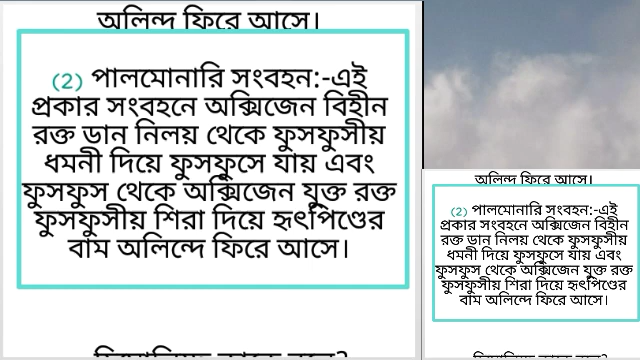 অলিন্দ ফিরে আসে।
(2) পালমোনারি সংবহন:-এই
প্রকার সংবহনে অক্সিজেন বিহীন
রক্ত ডান নিলয় থেকে ফুসফুসীয়
ধমনী দিয়ে ফুসফুসে যায় এবং
ফুসফুস থেকে অক্সিজেন যুক্ত রক্ত
ফুসফুসীয় শিরা দিয়ে হৃৎপিণ্ডের
বাম অলিন্দে ফিরে আসে।
অলিন্দ ফিরে আসে।
(2) পালমোনারি সংবহন:-এই
প্রকার সংবহনে অক্সিজেন বিহীন
রক্ত ডান নিলয় থেকে ফুসফুসীয়
ধমনী দিয়ে ফুসফুসে যায় এবং
ফুসফুস থেকে অক্সিজেন যুক্ত রক্ত
ফুসফুসীয় শিরা দিয়ে হৃৎপিণ্ডের
বাম অলিন্দে ফিরে আসে।